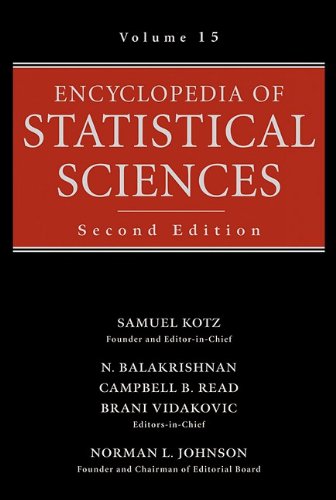 Volume 15
ENCYCLOPEDIA OF
STATISTICAL
SCIENCES
Second Edition
SAMUEL KOTZ
Founder and Editor-in-Chief
N. BALAKRISHNAN
CAMPBELL B. READ
BRANI VIDAKOVIC
Editors-in-Chief
NORMAN L. JOHNSON
Founder and Chairman of Editorial Board